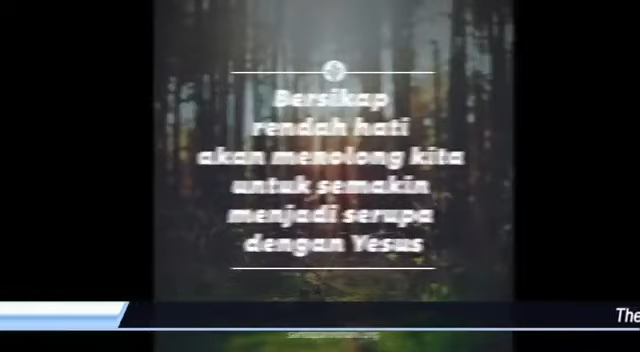 Bersikap
rendah hati
akan menolong kita
untuk semakin
menjadi serupa
dengan Yesus
The